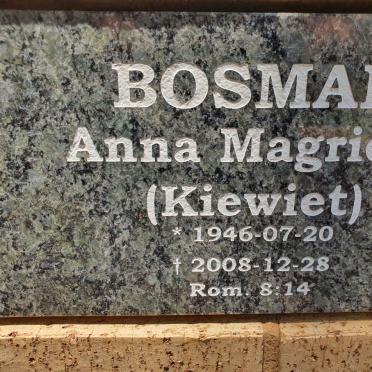 BOSMA
Anna Magrie
(Kiewiet)
* 1946-07-20
† 2008-12-28
Rom. 8:14